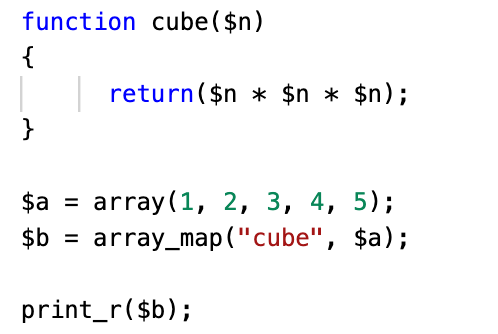 function cube($n)
{
return($n * $n * $n);
}
$a = array(1, 2, 3, 4, 5);
$b = array_map("cube", $a);
print_r($b);